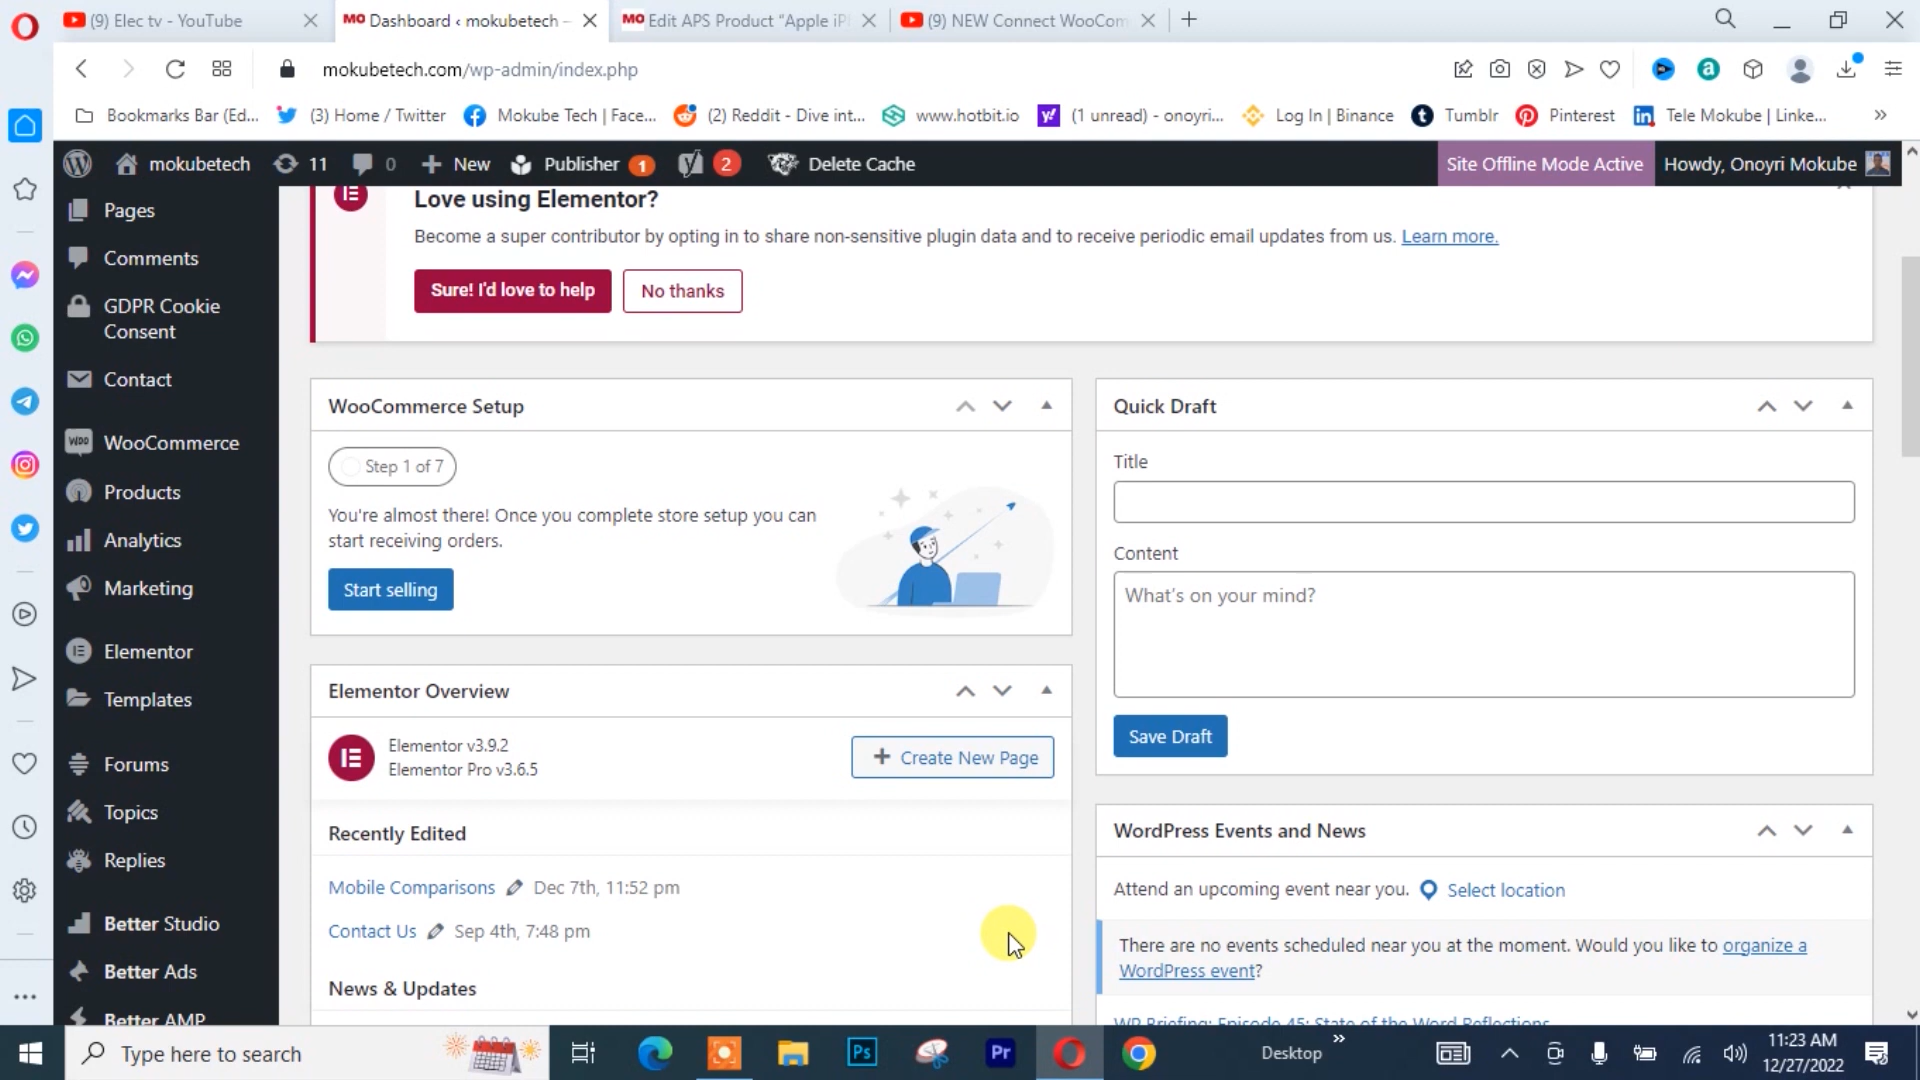 (9) Elec tv - YouTube
MO Dashboard ‹ mokubetech –
MO Edit APS Product “Apple iP
(9) NEW Connect WooCom
mokubetech.com/wp-admin/index.php
Bookmarks Bar (Ed...
(3) Home / Twitter
Mokube Tech | Face...
(2) Reddit - Dive int...
www.hotbit.io
(1 unread) - onoyri...
Log In | Binance
Tumblr
Pinterest
Tele Mokube | Linke...
mokubetech
11
0
New
Publisher 1
2
Delete Cache
Site Offline Mode Active
Howdy, Onoyri Mokube
Pages
Comments
GDPR Cookie
Consent
Contact
WooCommerce
Products
Analytics
Marketing
Elementor
Templates
Forums
Topics
Replies
Better Studio
Better Ads
Better AMP
Love using Elementor?
Become a super contributor by opting in to share non-sensitive plugin data and to receive periodic email updates from us. Learn more.
Sure! I'd love to help
No thanks
WooCommerce Setup
Step 1 of 7
You're almost there! Once you complete store setup you can
start receiving orders.
Start selling
Elementor Overview
Elementor v3.9.2
Elementor Pro v3.6.5
Create New Page
Recently Edited
Mobile Comparisons Dec 7th, 11:52 pm
Contact Us Sep 4th, 7:48 pm
News & Updates
Quick Draft
Title
Content
What's on your mind?
Save Draft
WordPress Events and News
Attend an upcoming event near you. Select location
There are no events scheduled near you at the moment. Would you like to organize a
WordPress event?
WP Briefing: Episode 45: State of the Word Reflections
Type here to search
Ps
Pr
Desktop
11:23 AM
12/27/2022